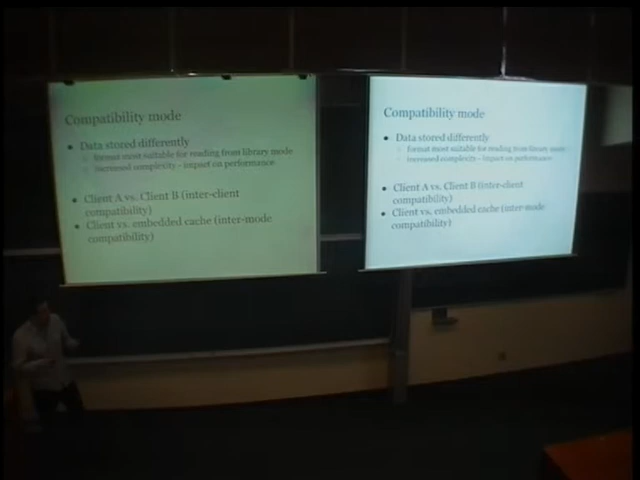 Compatibility mode
Data stored differently
format most suitable for reading from library mode
increased complexity – impact on performance
Client A vs. Client B (inter-client
compatibility)
Client vs. embedded cache (inter-mode
compatibility)
Compatibility mode
Data stored differently
format most suitable for reading from library mode
increased complexity – impact on performance
Client A vs. Client B (inter-client
compatibility)
Client vs. embedded cache (inter-mode
compatibility)